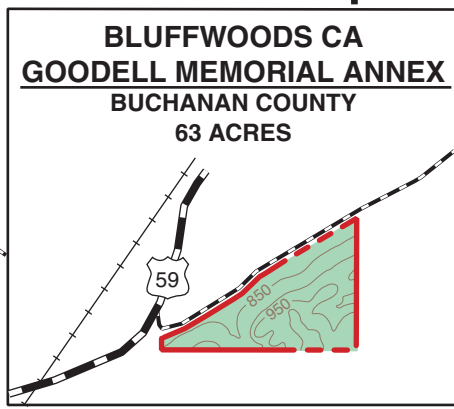 BLUFFWOODS CA
GOODELL MEMORIAL ANNEX
BUCHANAN COUNTY
63 ACRES
59
850
950